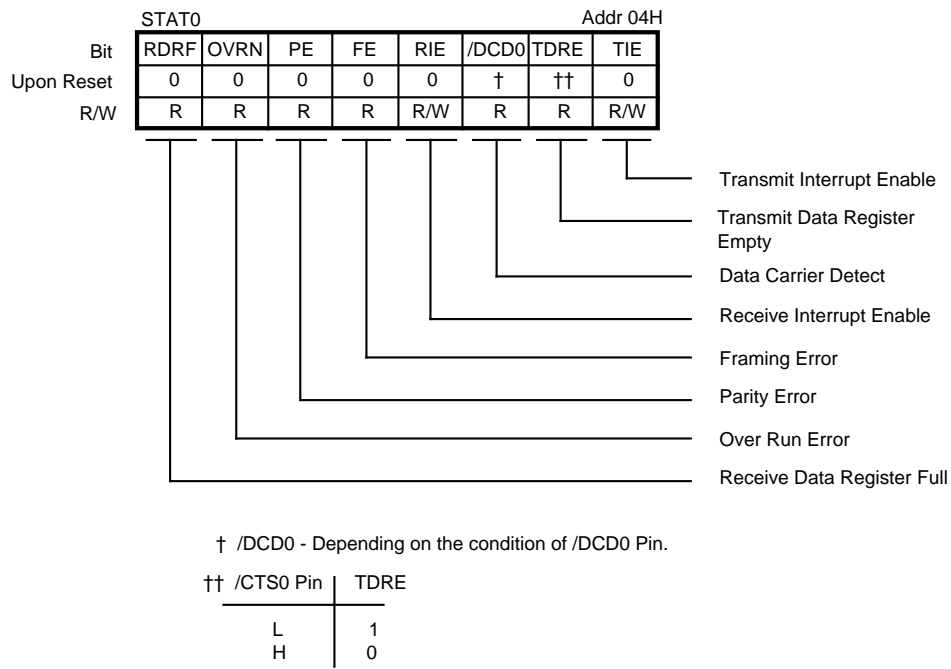 STAT0 Addr 04H
Bit RDRF OVRN PE FE RIE /DCD0 TDRE TIE
Upon Reset 0 0 0 0 0 † †† 0
R/W R R R R R/W R R R/W
Transmit Interrupt Enable
Transmit Data Register
Empty
Data Carrier Detect
Receive Interrupt Enable
Framing Error
Parity Error
Over Run Error
Receive Data Register Full
† /DCD0 - Depending on the condition of /DCD0 Pin.
†† /CTS0 Pin TDRE
L 1
H 0